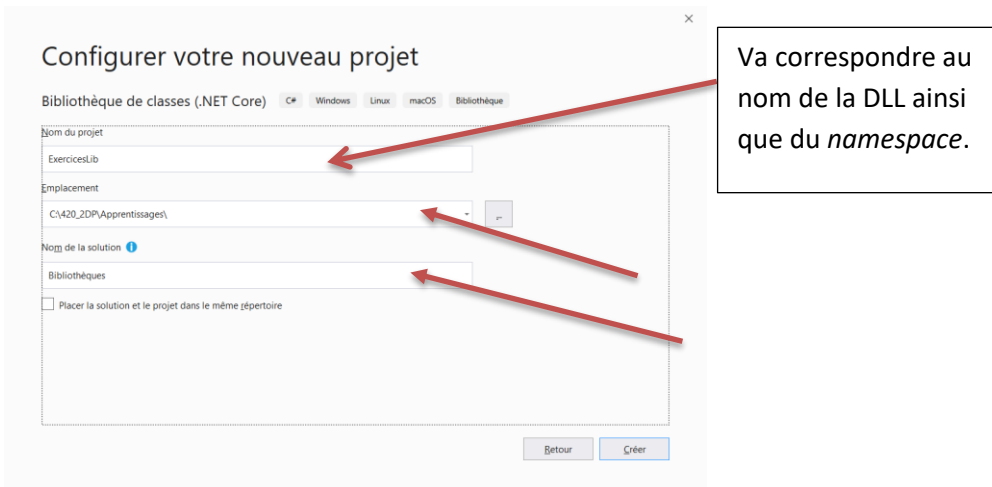 Configurer votre nouveau projet
Bibliothèque de classes (.NET Core) C# Windows Linux macOS Bibliothèque
Nom du projet
ExercicesLib
Emplacement
C:\420_2DP\Apprentissages\
...
Nom de la solution
Bibliothèques
Placer la solution et le projet dans le même répertoire
Retour Créer
Va correspondre au
nom de la DLL ainsi
que du namespace.